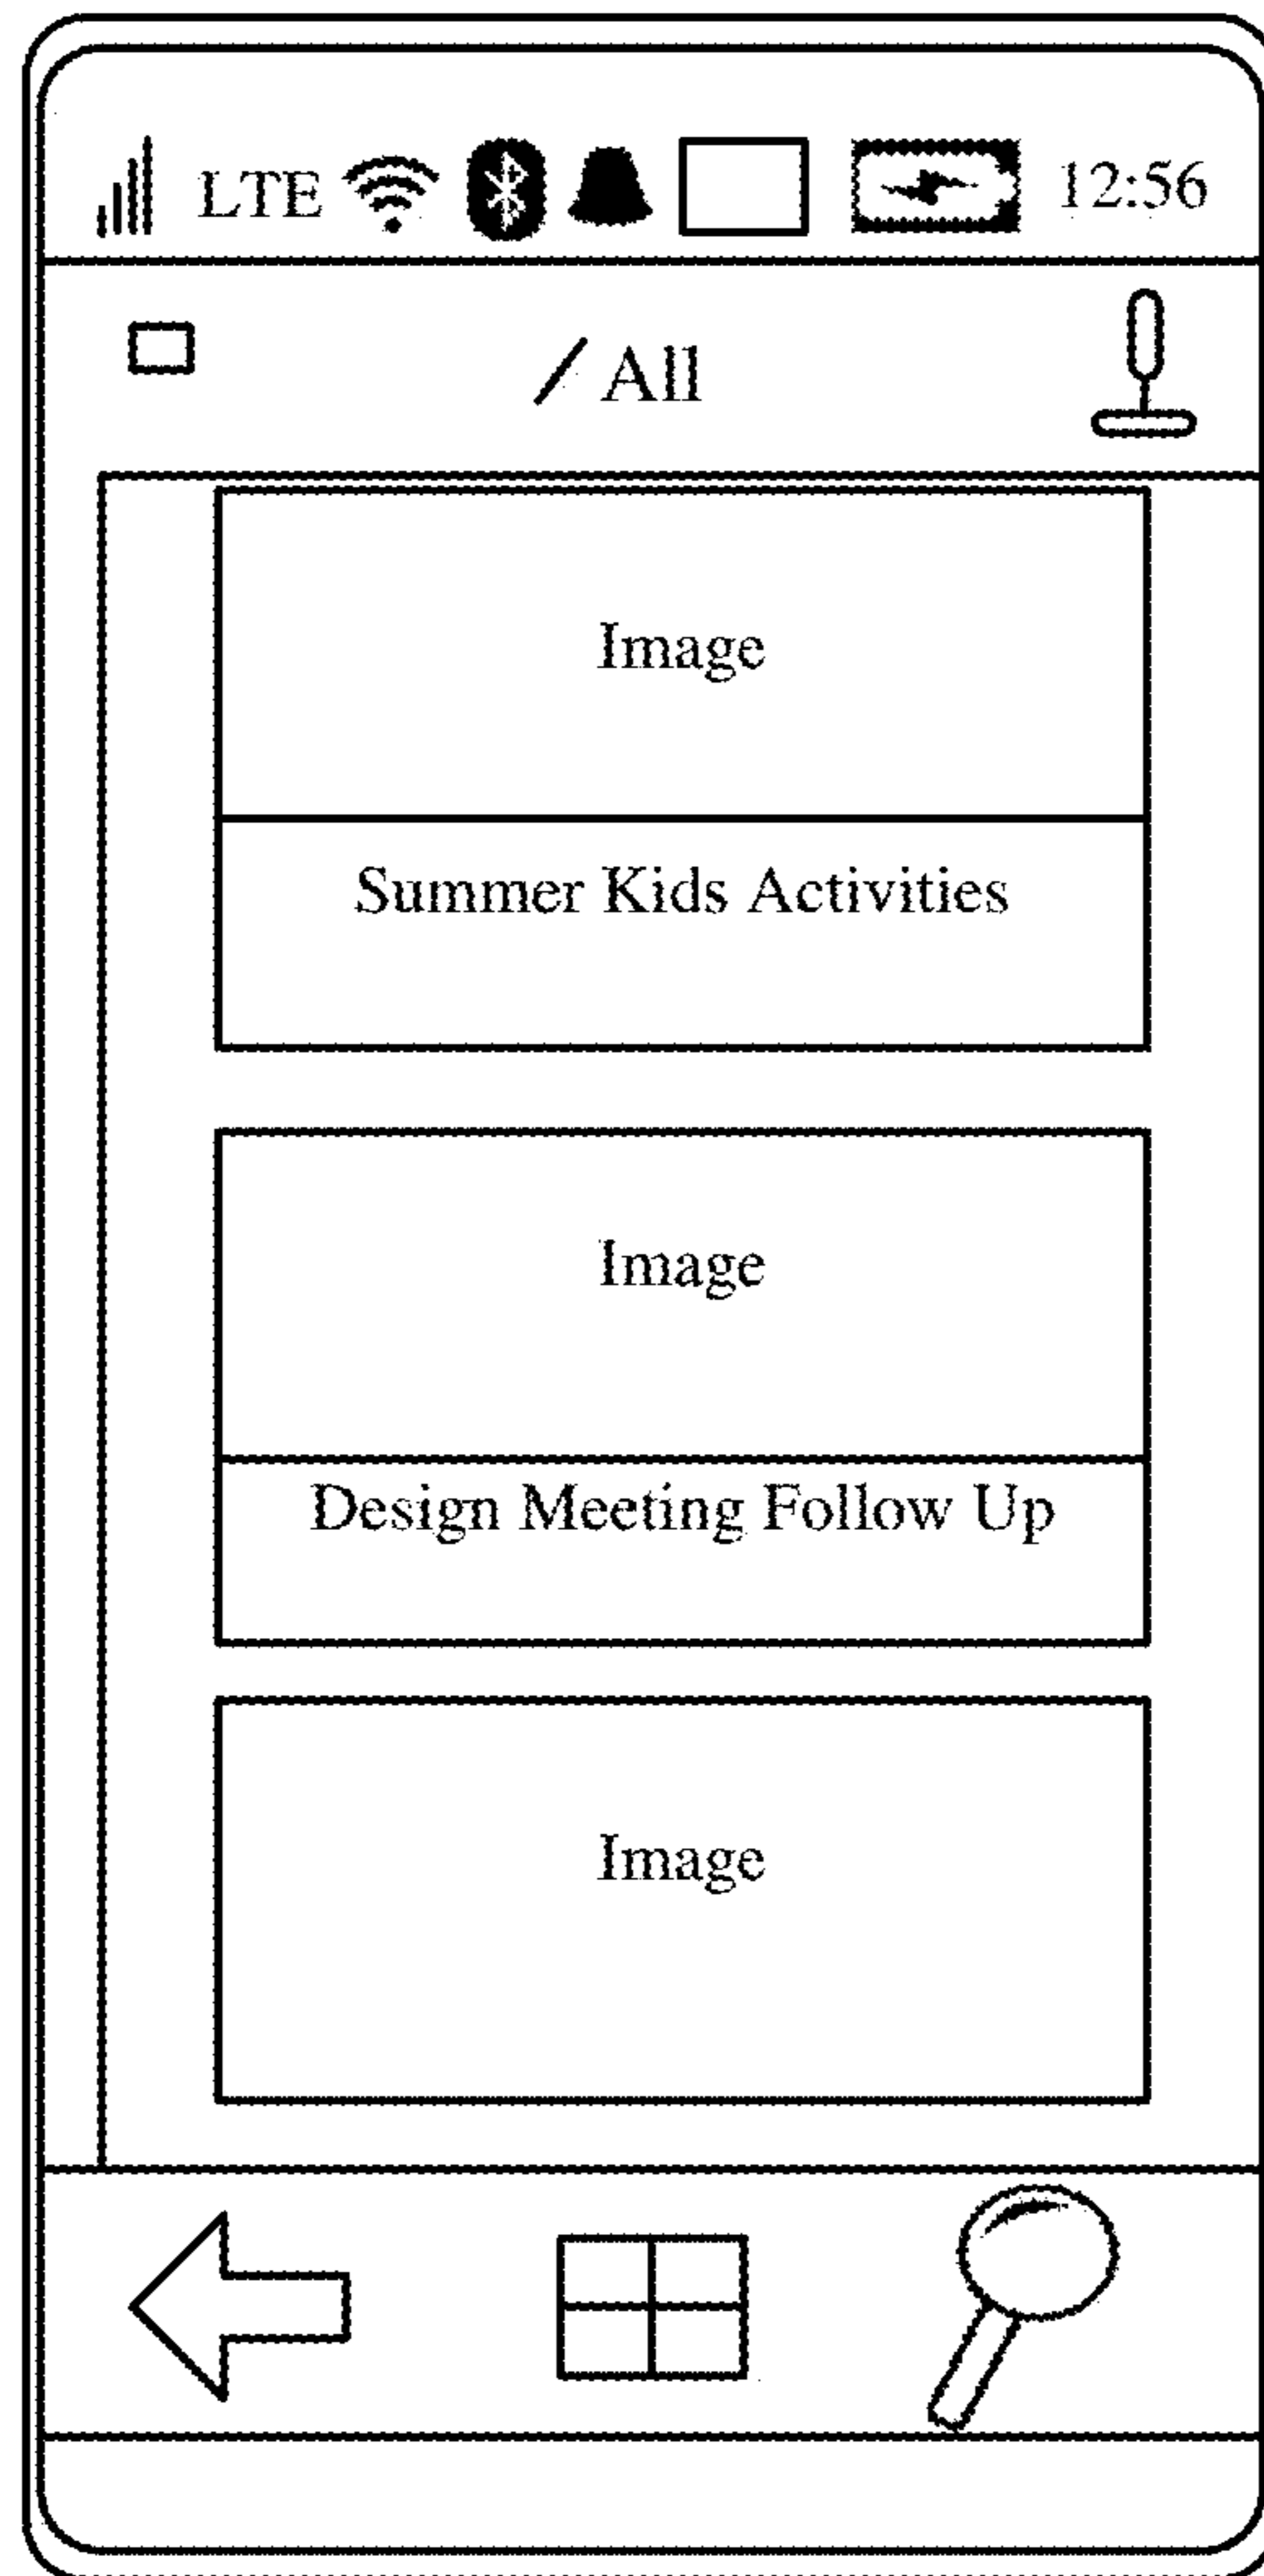 LTE 12:56
/ All
Image
Summer Kids Activities
Image
Design Meeting Follow Up
Image